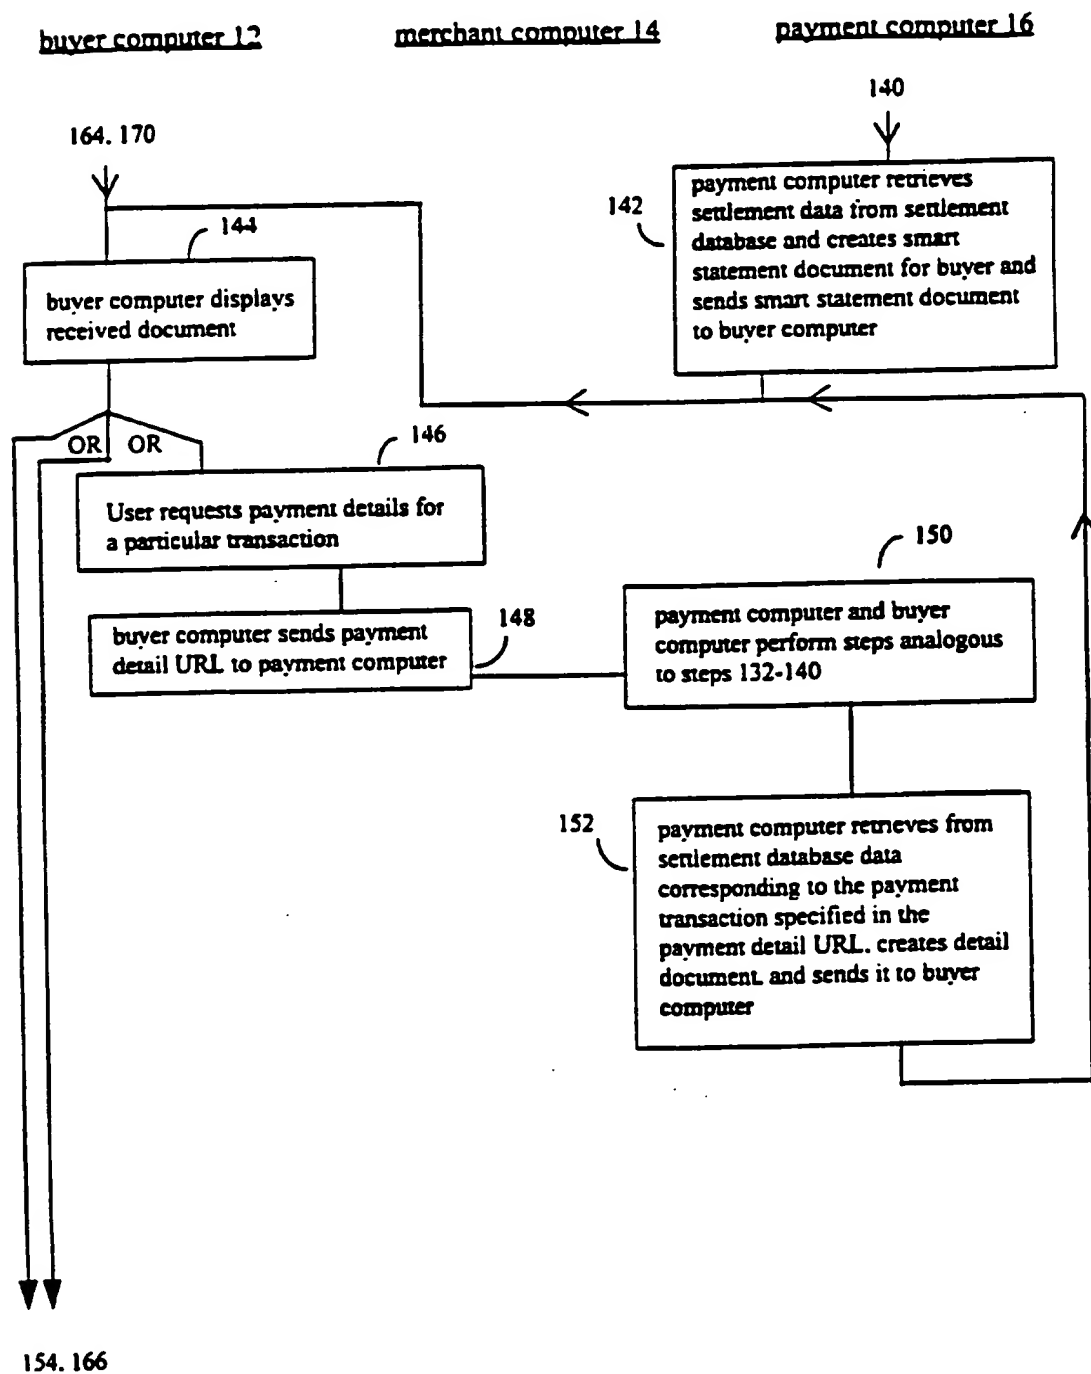 buyer computer 12
merchant computer 14
payment computer 16
140
164. 170
142
payment computer retrieves
settlement data from settlement
database and creates smart
statement document for buyer and
sends smart statement document
to buyer computer
144
buyer computer displays
received document
OR
OR
146
User requests payment details for
a particular transaction
148
buyer computer sends payment
detail URL to payment computer
150
payment computer and buyer
computer perform steps analogous
to steps 132-140
152
payment computer retrieves from
settlement database data
corresponding to the payment
transaction specified in the
payment detail URL. creates detail
document. and sends it to buyer
computer
154. 166